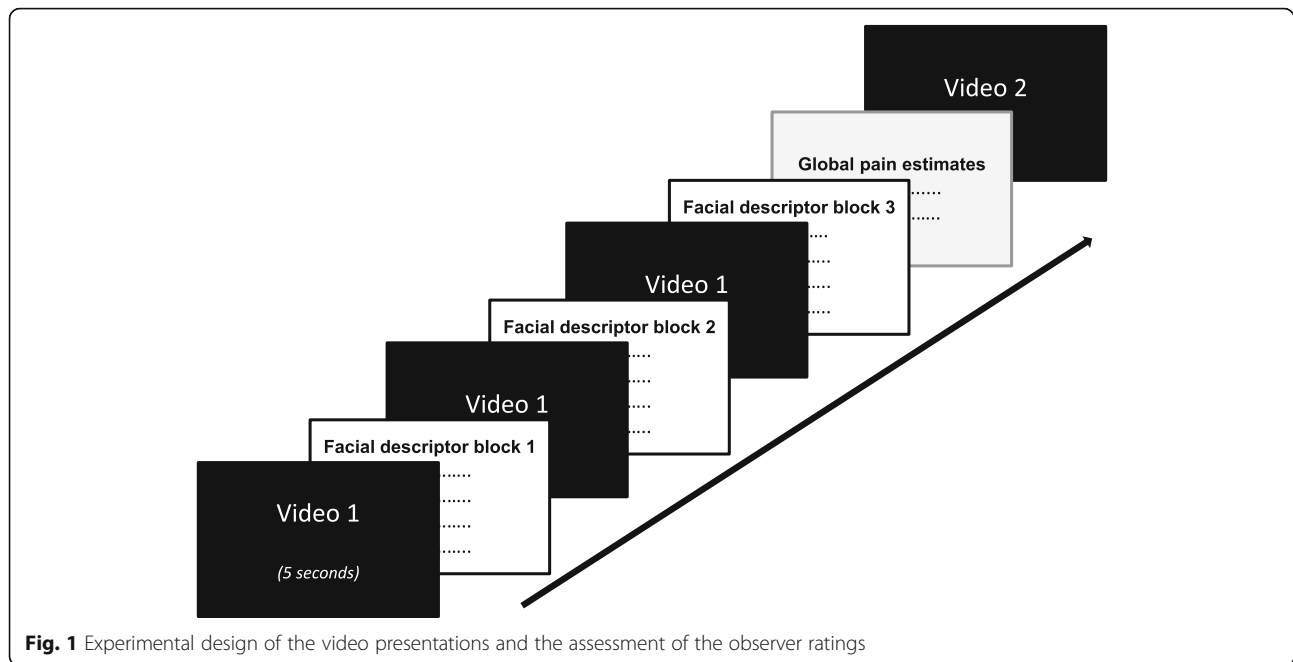 Video 2
Global pain estimates
......
......
Facial descriptor block 3
....
.....
.....
.....
Video 1
Facial descriptor block 2
.....
.....
.....
.....
Video 1
Facial descriptor block 1
.......
.......
.......
.......
Video 1
(5 seconds)
Fig. 1 Experimental design of the video presentations and the assessment of the observer ratings